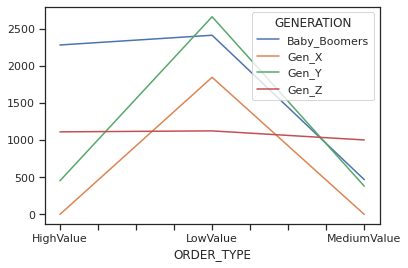 GENERATION
Baby_Boomers
Gen_X
Gen_Y
Gen_Z
2500
2000
1500
1000
500
0
HighValue LowValue MediumValue
ORDER_TYPE